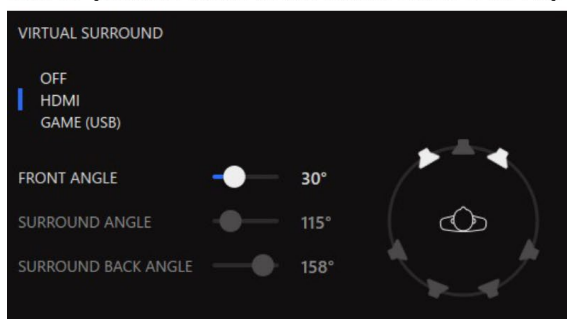 VIRTUAL SURROUND
OFF
HDMI
GAME (USB)
FRONT ANGLE 30°
SURROUND ANGLE 115°
SURROUND BACK ANGLE 158°